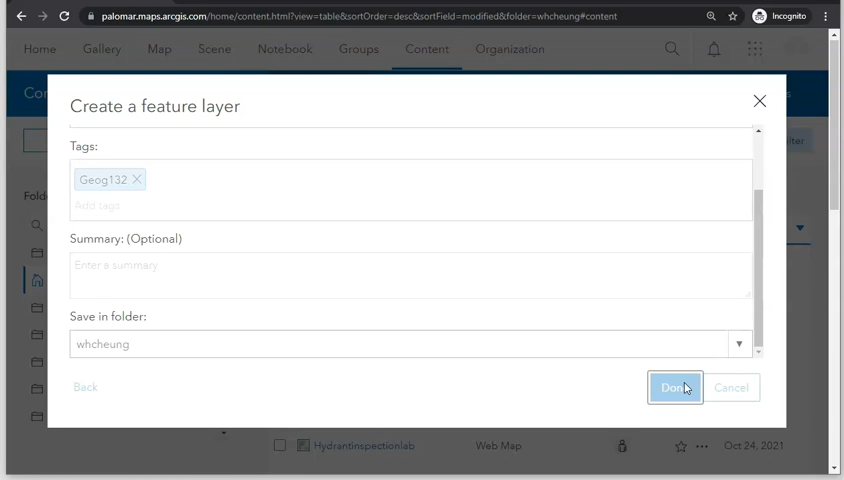 palomar.maps.arcgis.com/home/content.html?view=table&sortOrder=desc&sortField=modified&folder=whcheung#content
Incognito
Home Gallery Map Scene Notebook Groups Content Organization
Create a feature layer
Tags:
Geog132
Add tags
Summary: (Optional)
Enter a summary
Save in folder:
whcheung
Back
Done Cancel
Hydrantinspectionlab Web Map Oct 24, 2021